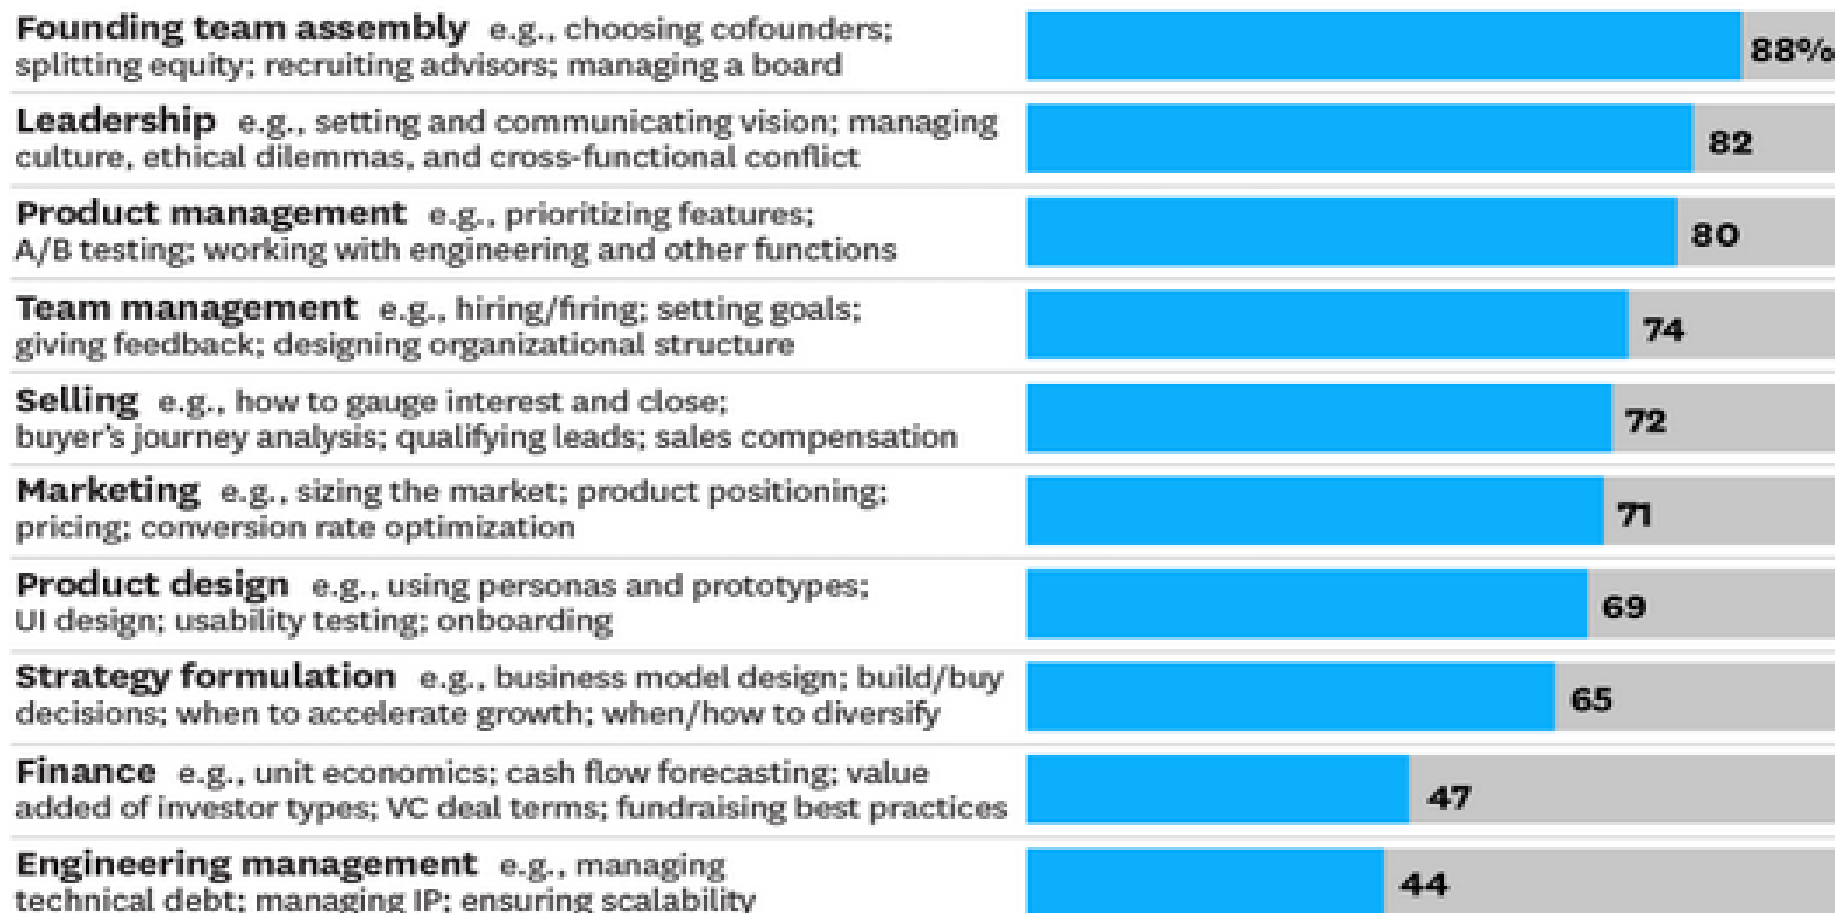 Founding team assembly e.g., choosing cofounders;
splitting equity; recruiting advisors; managing a board
88%
Leadership e.g., setting and communicating vision; managing
culture, ethical dilemmas, and cross-functional conflict
82
Product management e.g., prioritizing features;
A/B testing; working with engineering and other functions
80
Team management e.g., hiring/firing; setting goals;
giving feedback; designing organizational structure
74
Selling e.g., how to gauge interest and close;
buyer's journey analysis; qualifying leads; sales compensation
72
Marketing e.g., sizing the market; product positioning;
pricing; conversion rate optimization
71
Product design e.g., using personas and prototypes;
UI design; usability testing; onboarding
69
Strategy formulation e.g., business model design; build/buy
decisions; when to accelerate growth; when/how to diversify
65
Finance e.g., unit economics; cash flow forecasting; value
added of investor types; VC deal terms; fundraising best practices
47
Engineering management e.g., managing
technical debt; managing IP; ensuring scalability
44